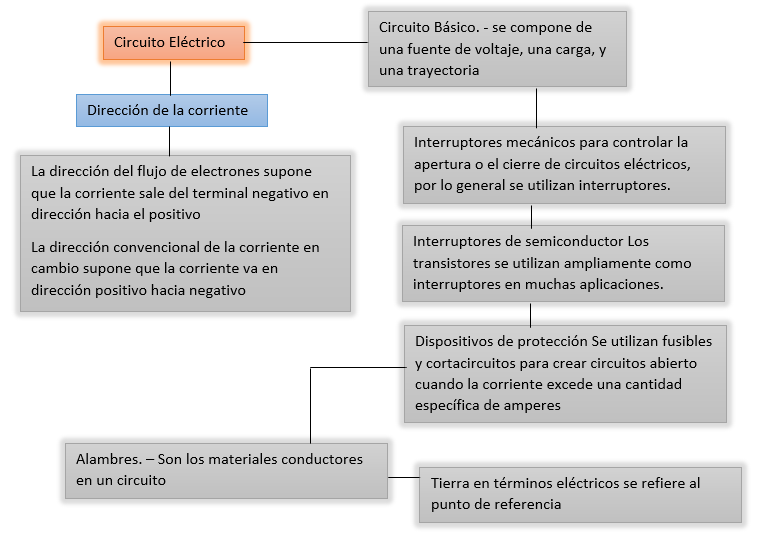 Circuito Eléctrico
Circuito Básico. - se compone de
una fuente de voltaje, una carga, y
una trayectoria
Dirección de la corriente
La dirección del flujo de electrones supone
que la corriente sale del terminal negativo en
dirección hacia el positivo
La dirección convencional de la corriente en
cambio supone que la corriente va en
dirección positivo hacia negativo
Interruptores mecánicos para controlar la
apertura o el cierre de circuitos eléctricos,
por lo general se utilizan interruptores.
Interruptores de semiconductor Los
transistores se utilizan ampliamente como
interruptores en muchas aplicaciones.
Dispositivos de protección Se utilizan fusibles
y cortacircuitos para crear circuitos abierto
cuando la corriente excede una cantidad
específica de amperes
Alambres. – Son los materiales conductores
en un circuito
Tierra en términos eléctricos se refiere al
punto de referencia